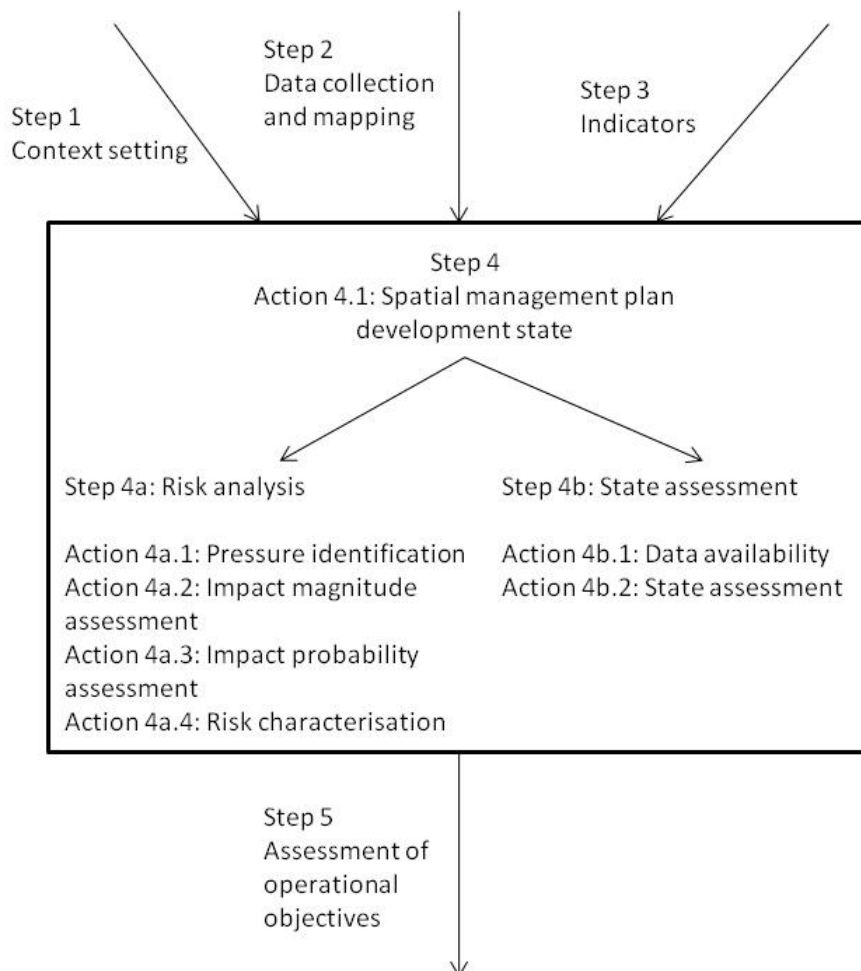 Step 1
Context setting
Step 2
Data collection
and mapping
Step 3
Indicators
Step 4
Action 4.1: Spatial management plan
development state
Step 4a: Risk analysis
Action 4a.1: Pressure identification
Action 4a.2: Impact magnitude
assessment
Action 4a.3: Impact probability
assessment
Action 4a.4: Risk characterisation
Step 4b: State assessment
Action 4b.1: Data availability
Action 4b.2: State assessment
Step 5
Assessment of
operational
objectives